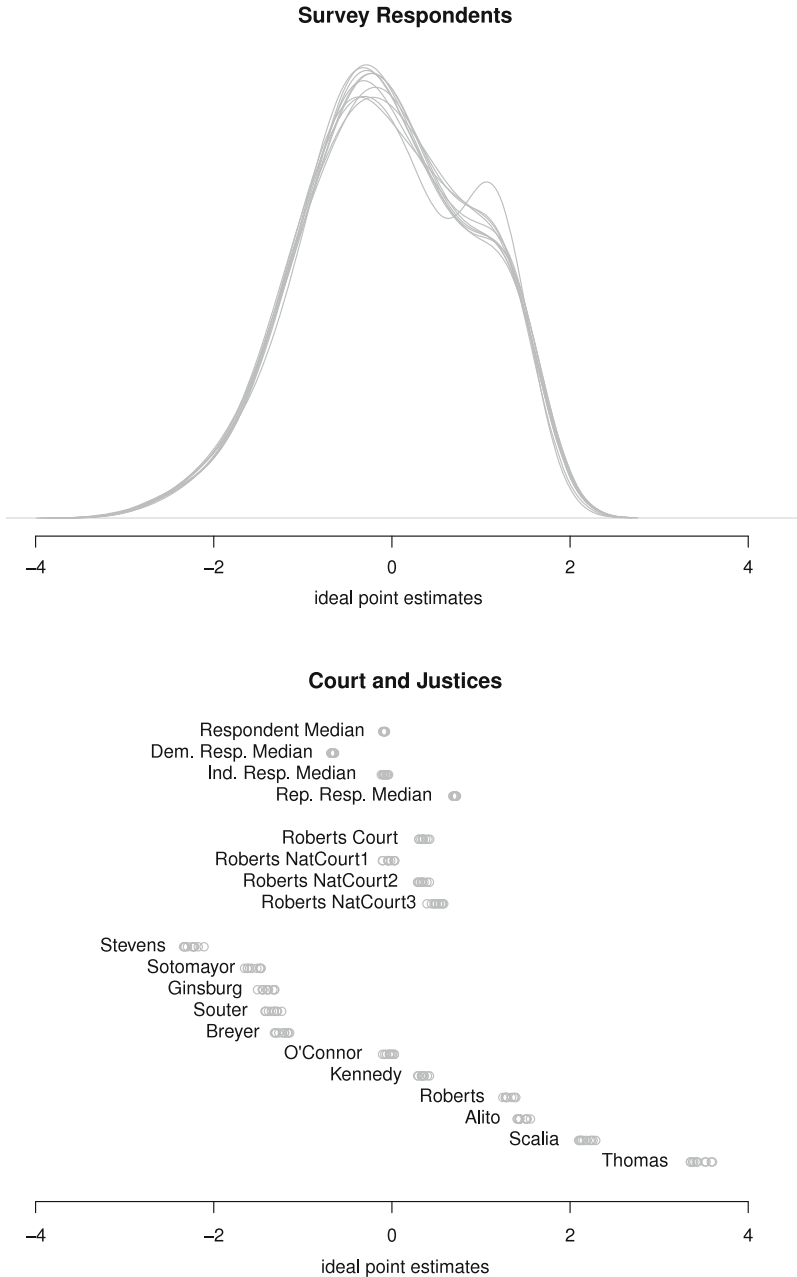 Survey Respondents
−4 −2 0 2 4
ideal point estimates
Court and Justices
Respondent Median
Dem. Resp. Median
Ind. Resp. Median
Rep. Resp. Median
Roberts Court
Roberts NatCourt1
Roberts NatCourt2
Roberts NatCourt3
Stevens
Sotomayor
Ginsburg
Souter
Breyer
O'Connor
Kennedy
Roberts
Alito
Scalia
Thomas
−4 −2 0 2 4
ideal point estimates